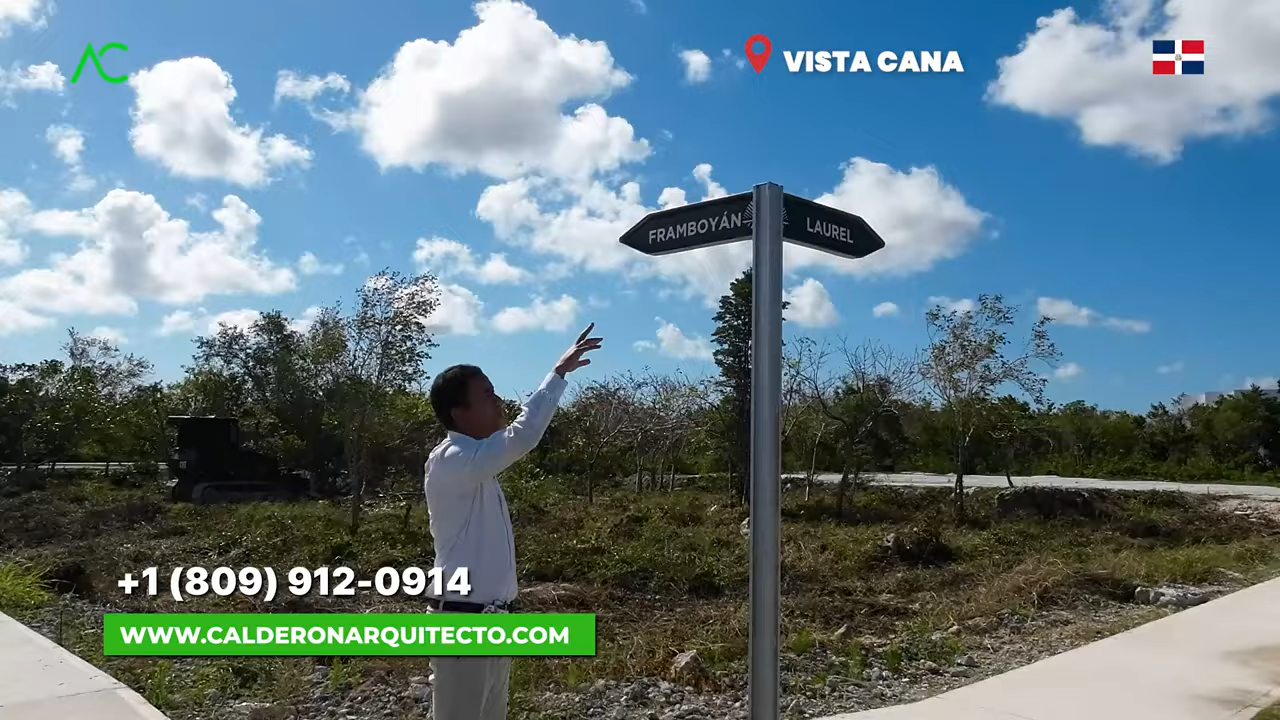 AC
VISTA CANA
FRAMBOYÁN
LAUREL
+1 (809) 912-0914
WWW.CALDERONARQUITECTO.COM